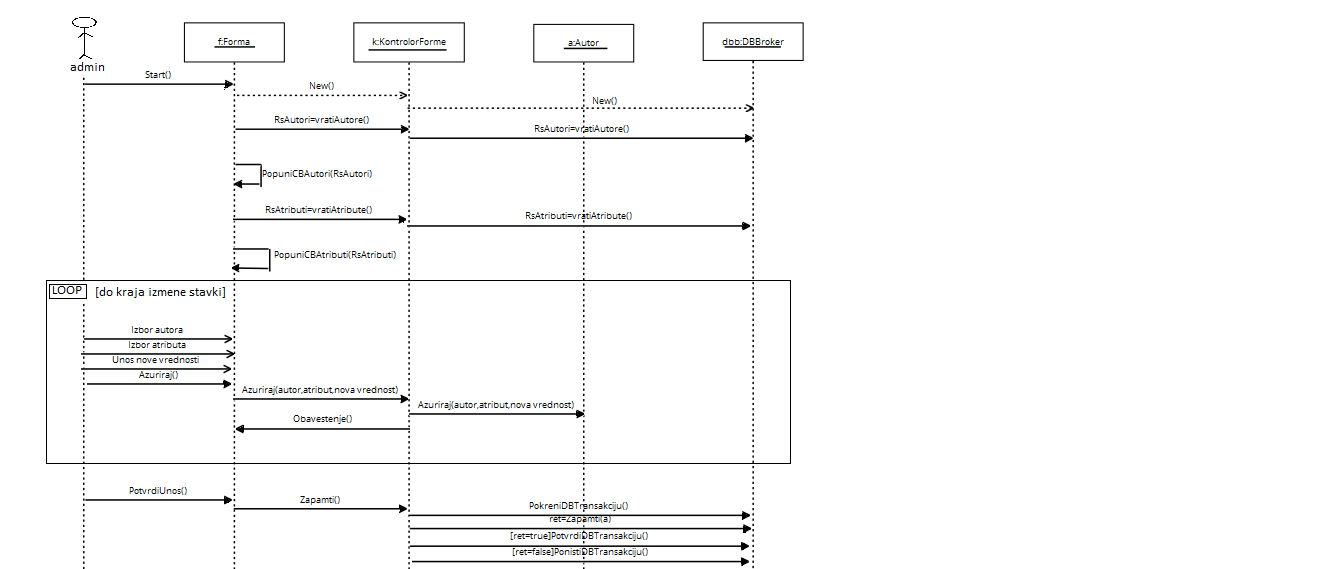 f:Forma
k:KontrolorForme
a:Autor
dbb:DBBroker
admin
Start()
New()
New()
RsAutori=vratiAutore()
RsAutori=vratiAutore()
PopuniCBAutori(RsAutori)
RsAtributi=vratiAtribute()
RsAtributi=vratiAtribute()
PopuniCBAtributi(RsAtributi)
LOOP [do kraja izmene stavki]
Izbor autora
Izbor atributa
Unos nove vrednosti
Azuriraj()
Azuriraj(autor,atribut,nova vrednost)
Azuriraj(autor,atribut,nova vrednost)
Obavestenje()
PotvrdiUnos()
Zapamti()
PokreniDBTransakciju()
ret=Zapamti(a)
[ret=true]PotvrdiDBTransakciju()
[ret=false]PonistiDBTransakciju()